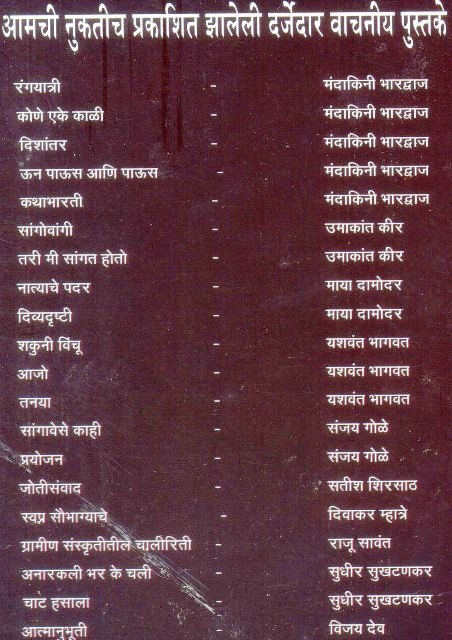 आमची नुकतीच प्रकाशित झालेली दर्जेदार वाचनीय पुस्तके
रंगयात्री - मंदाकिनी भारद्वाज
कोणे एके काळी - मंदाकिनी भारद्वाज
दिशांतर - मंदाकिनी भारद्वाज
ऊन पाऊस आणि पाऊस - मंदाकिनी भारद्वाज
कथाभारती - मंदाकिनी भारद्वाज
सांगोवांगी - उमाकांत कीर
तरी मी सांगत होतो - उमाकांत कीर
नात्याचे पदर - माया दामोदर
दिव्यदृष्टी - माया दामोदर
शकुनी विंचू - यशवंत भागवत
आजो - यशवंत भागवत
तनया - यशवंत भागवत
सांगावेसे काही - संजय गोळे
प्रयोजन - संजय गोळे
जोतीसंवाद - सतीश शिरसाठ
स्वप्न सौभाग्याचे - दिवाकर म्हात्रे
ग्रामीण संस्कृतीतील चालीरिती - राजू सावंत
अनारकली भर के चली - सुधीर सुखटणकर
चाट हसाला - सुधीर सुखटणकर
आत्मानुभूती - विजय देव